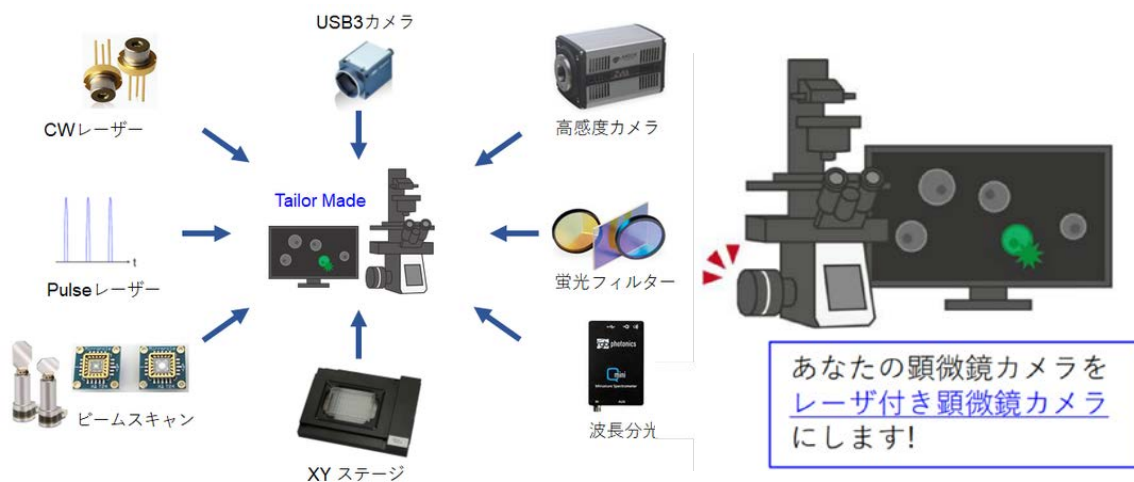 USB3カメラ
CWレーザー
高感度カメラ
Tailor Made
t
Pulseレーザー
蛍光フィルター
photonics
Qmini
ビームスキャン
波長分光
XY ステージ
あなたの顕微鏡カメラを
レーザ付き顕微鏡カメラ
にします!